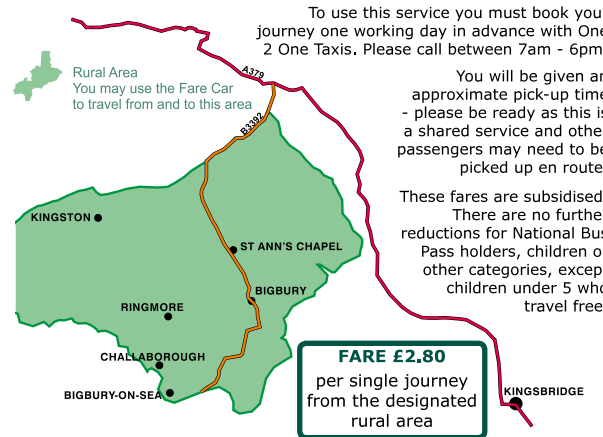 To use this service you must book you
journey one working day in advance with One
2 One Taxis. Please call between 7am - 6pm
You will be given an
approximate pick-up time
- please be ready as this is
a shared service and other
passengers may need to be
picked up en route
These fares are subsidised
There are no further
reductions for National Bus
Pass holders, children o
other categories, excep
children under 5 who
travel free
Rural Area
You may use the Fare Car
to travel from and to this area
A379
B3392
KINGSTON
ST ANN'S CHAPEL
BIGBURY
RINGMORE
CHALLABOROUGH
BIGBURY-ON-SEA
FARE £2.80
per single journey
from the designated
rural area
KINGSBRIDGE